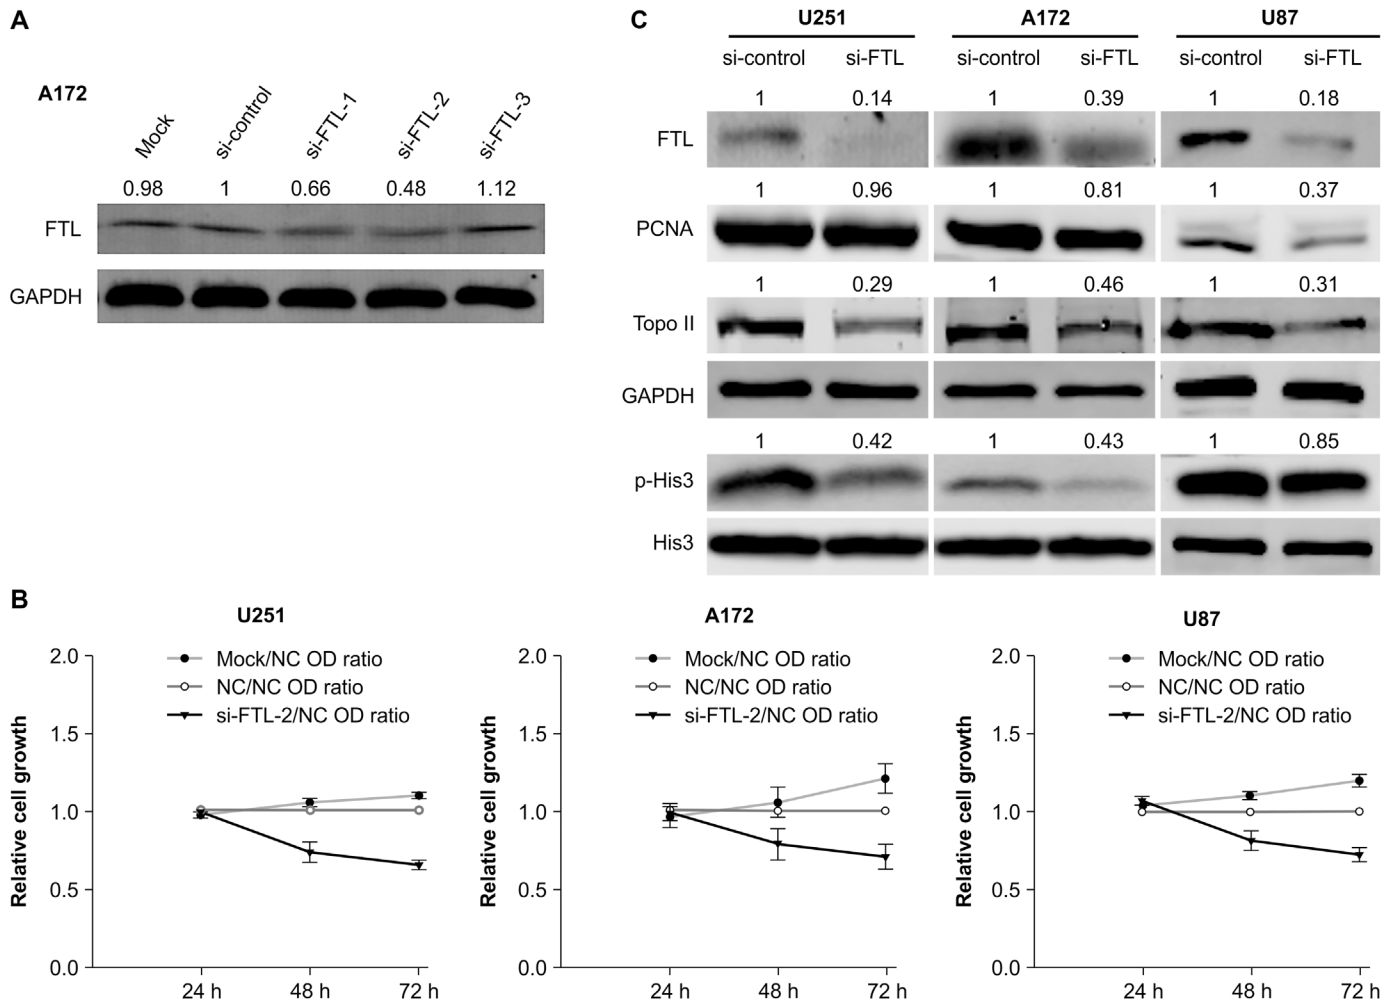 A
A172
Mock
si-control
si-FTL-1
si-FTL-2
si-FTL-3
0.98 1 0.66 0.48 1.12
FTL
GAPDH
C
U251 A172 U87
si-control si-FTL si-control si-FTL si-control si-FTL
1 0.14 1 0.39 1 0.18
FTL
1 0.96 1 0.81 1 0.37
PCNA
1 0.29 1 0.46 1 0.31
Topo II
GAPDH
1 0.42 1 0.43 1 0.85
p-His3
His3
B
U251
Mock/NC OD ratio
NC/NC OD ratio
si-FTL-2/NC OD ratio
Relative cell growth
2.0
1.5
1.0
0.5
0.0
24 h 48 h 72 h
A172
Mock/NC OD ratio
NC/NC OD ratio
si-FTL-2/NC OD ratio
Relative cell growth
2.0
1.5
1.0
0.5
0.0
24 h 48 h 72 h
U87
Mock/NC OD ratio
NC/NC OD ratio
si-FTL-2/NC OD ratio
Relative cell growth
2.0
1.5
1.0
0.5
0.0
24 h 48 h 72 h